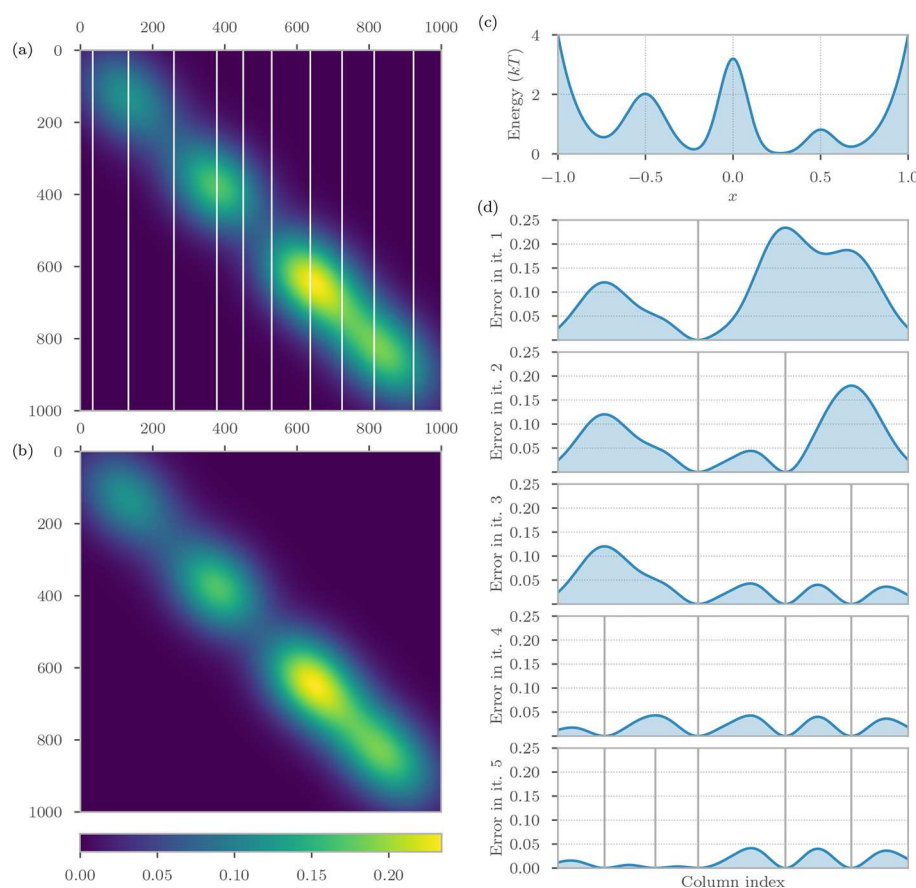 0 200 400 600 800 1000
(a)
0
200
400
600
800
1000
0 200 400 600 800 1000
(b)
0
200
400
600
800
1000
0.00 0.05 0.10 0.15 0.20
(c)
Energy (kT)
4
2
0
−1.0 −0.5 0.0 0.5 1.0
x
(d)
Error in it. 1
0.25
0.20
0.15
0.10
0.05
Error in it. 2
0.25
0.20
0.15
0.10
0.05
Error in it. 3
0.25
0.20
0.15
0.10
0.05
Error in it. 4
0.25
0.20
0.15
0.10
0.05
Error in it. 5
0.25
0.20
0.15
0.10
0.05
0.00
Column index